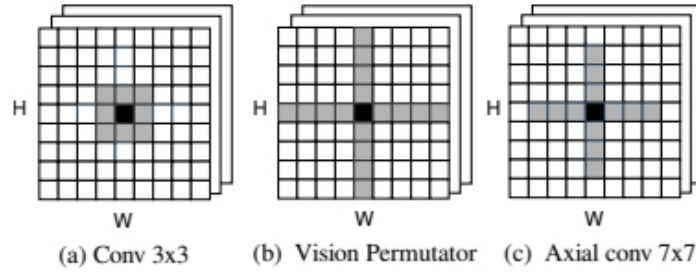 H
W
(a) Conv 3x3
H
W
(b) Vision Permutator
H
W
(c) Axial conv 7x7